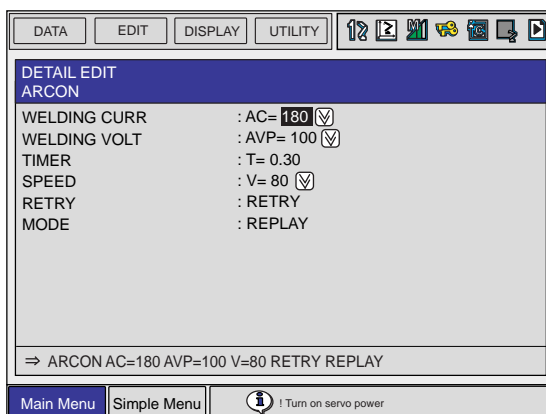 DATA EDIT DISPLAY UTILITY
DETAIL EDIT
ARCON
WELDING CURR : AC= 180
WELDING VOLT : AVP= 100
TIMER : T= 0.30
SPEED : V= 80
RETRY : RETRY
MODE : REPLAY
⇒ ARCON AC=180 AVP=100 V=80 RETRY REPLAY
Main Menu Simple Menu ! Turn on servo power